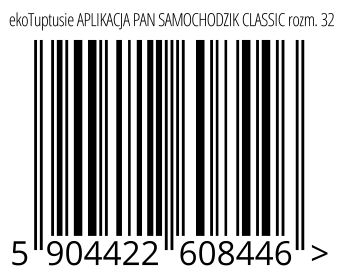 ekoTuptusie APLIKACJA PAN SAMOCHODZIK CLASSIC rozm. 32
5 904422 608446 >